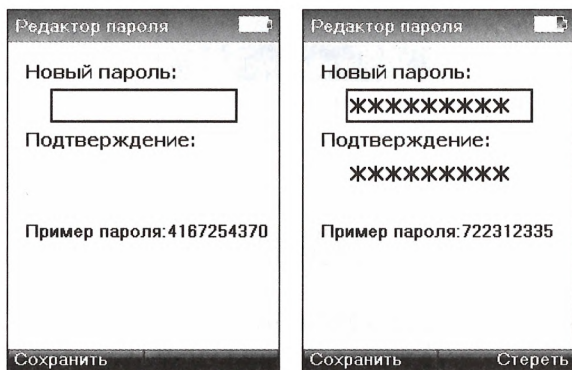 Редактор пароля
Новый пароль:
Подтверждение:
Пример пароля:4167254370
Сохранить
Редактор пароля
Новый пароль:
жжжжжжжжж
Подтверждение:
жжжжжжжжж
Пример пароля:722312335
Сохранить Стереть